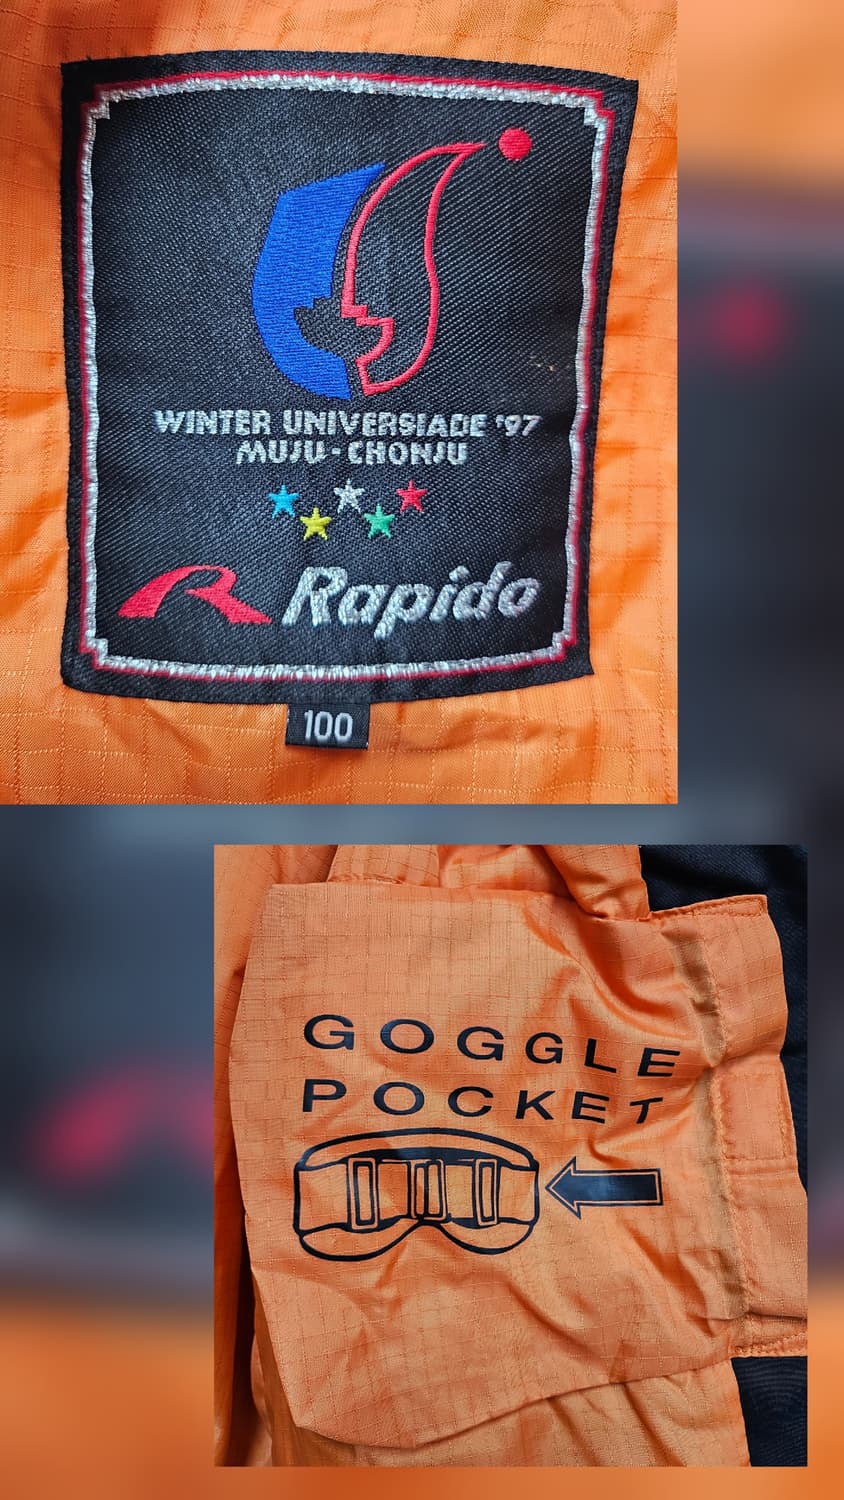 WINTER UNIVERSIADE '97
MUJU-CHONJU
R Rapido
100
GOGGLE
POCKET